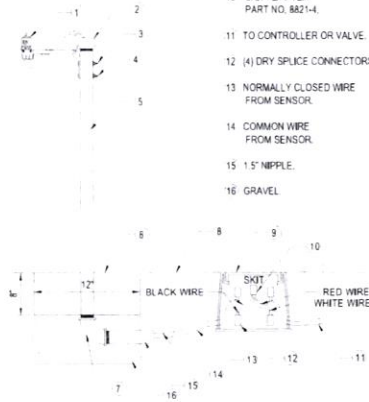 PART NO. 8821-4.
11 TO CONTROLLER OR VALVE.
12 (4) DRY SPLICE CONNECTORS
13 NORMALLY CLOSED WIRE
FROM SENSOR.
14 COMMON WIRE
FROM SENSOR.
15 1.5" NIPPLE.
16 GRAVEL
1
2
3
4
5
6
8
9
10
12"
8"
BLACK WIRE
SKIT
RED WIRE
WHITE WIRE
7
16
15
14
13
12
11